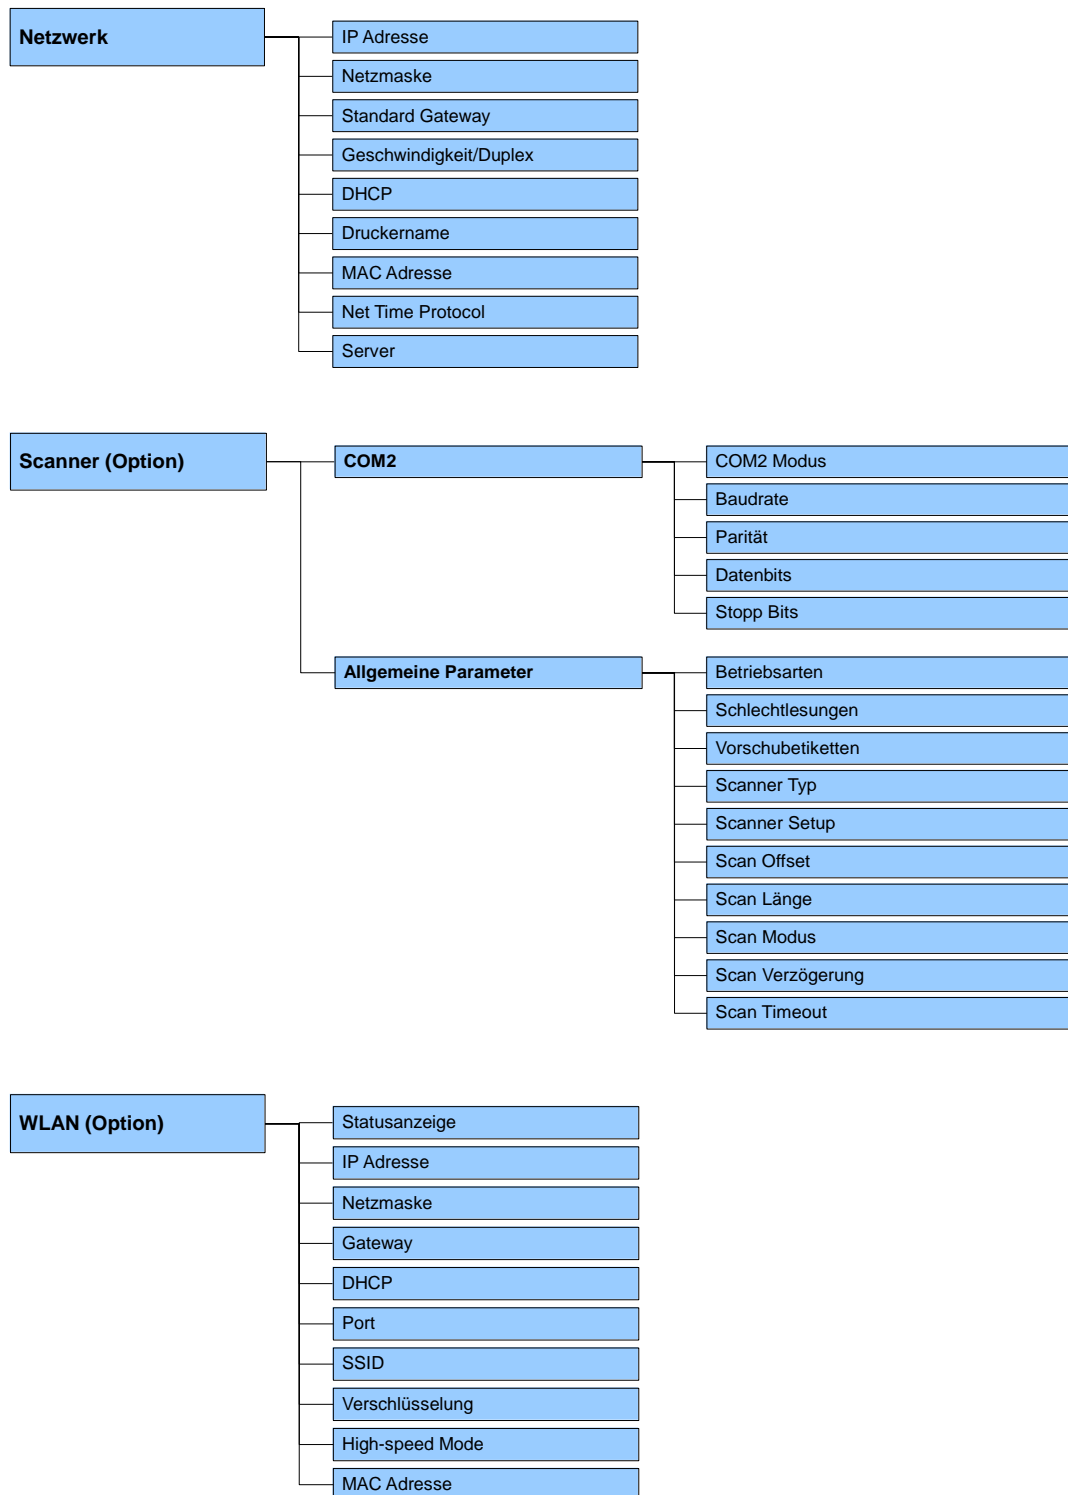 Netzwerk
IP Adresse
Netzmaske
Standard Gateway
Geschwindigkeit/Duplex
DHCP
Druckername
MAC Adresse
Net Time Protocol
Server
Scanner (Option)
COM2
COM2 Modus
Baudrate
Parität
Datenbits
Stopp Bits
Allgemeine Parameter
Betriebsarten
Schlechtlesungen
Vorschubetiketten
Scanner Typ
Scanner Setup
Scan Offset
Scan Länge
Scan Modus
Scan Verzögerung
Scan Timeout
WLAN (Option)
Statusanzeige
IP Adresse
Netzmaske
Gateway
DHCP
Port
SSID
Verschlüsselung
High-speed Mode
MAC Adresse